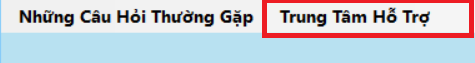 Những Câu Hỏi Thường Gặp Trung Tâm Hỗ Trợ